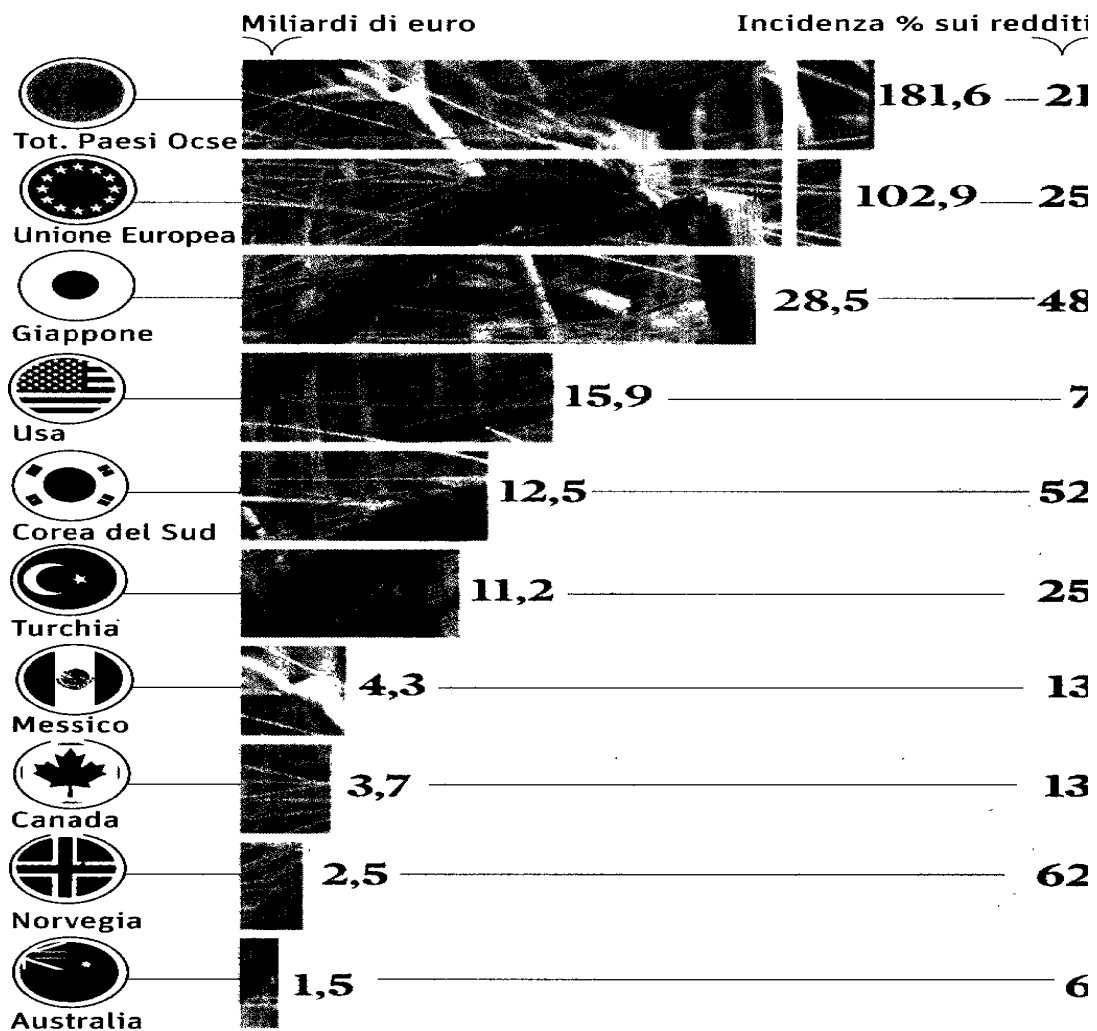 Miliardi di euro Incidenza % sui redditi
Tot. Paesi Ocse 181,6 21
Unione Europea 102,9 25
Giappone 28,5 48
Usa 15,9 7
Corea del Sud 12,5 52
Turchia 11,2 25
Messico 4,3 13
Canada 3,7 13
Norvegia 2,5 62
Australia 1,5 6